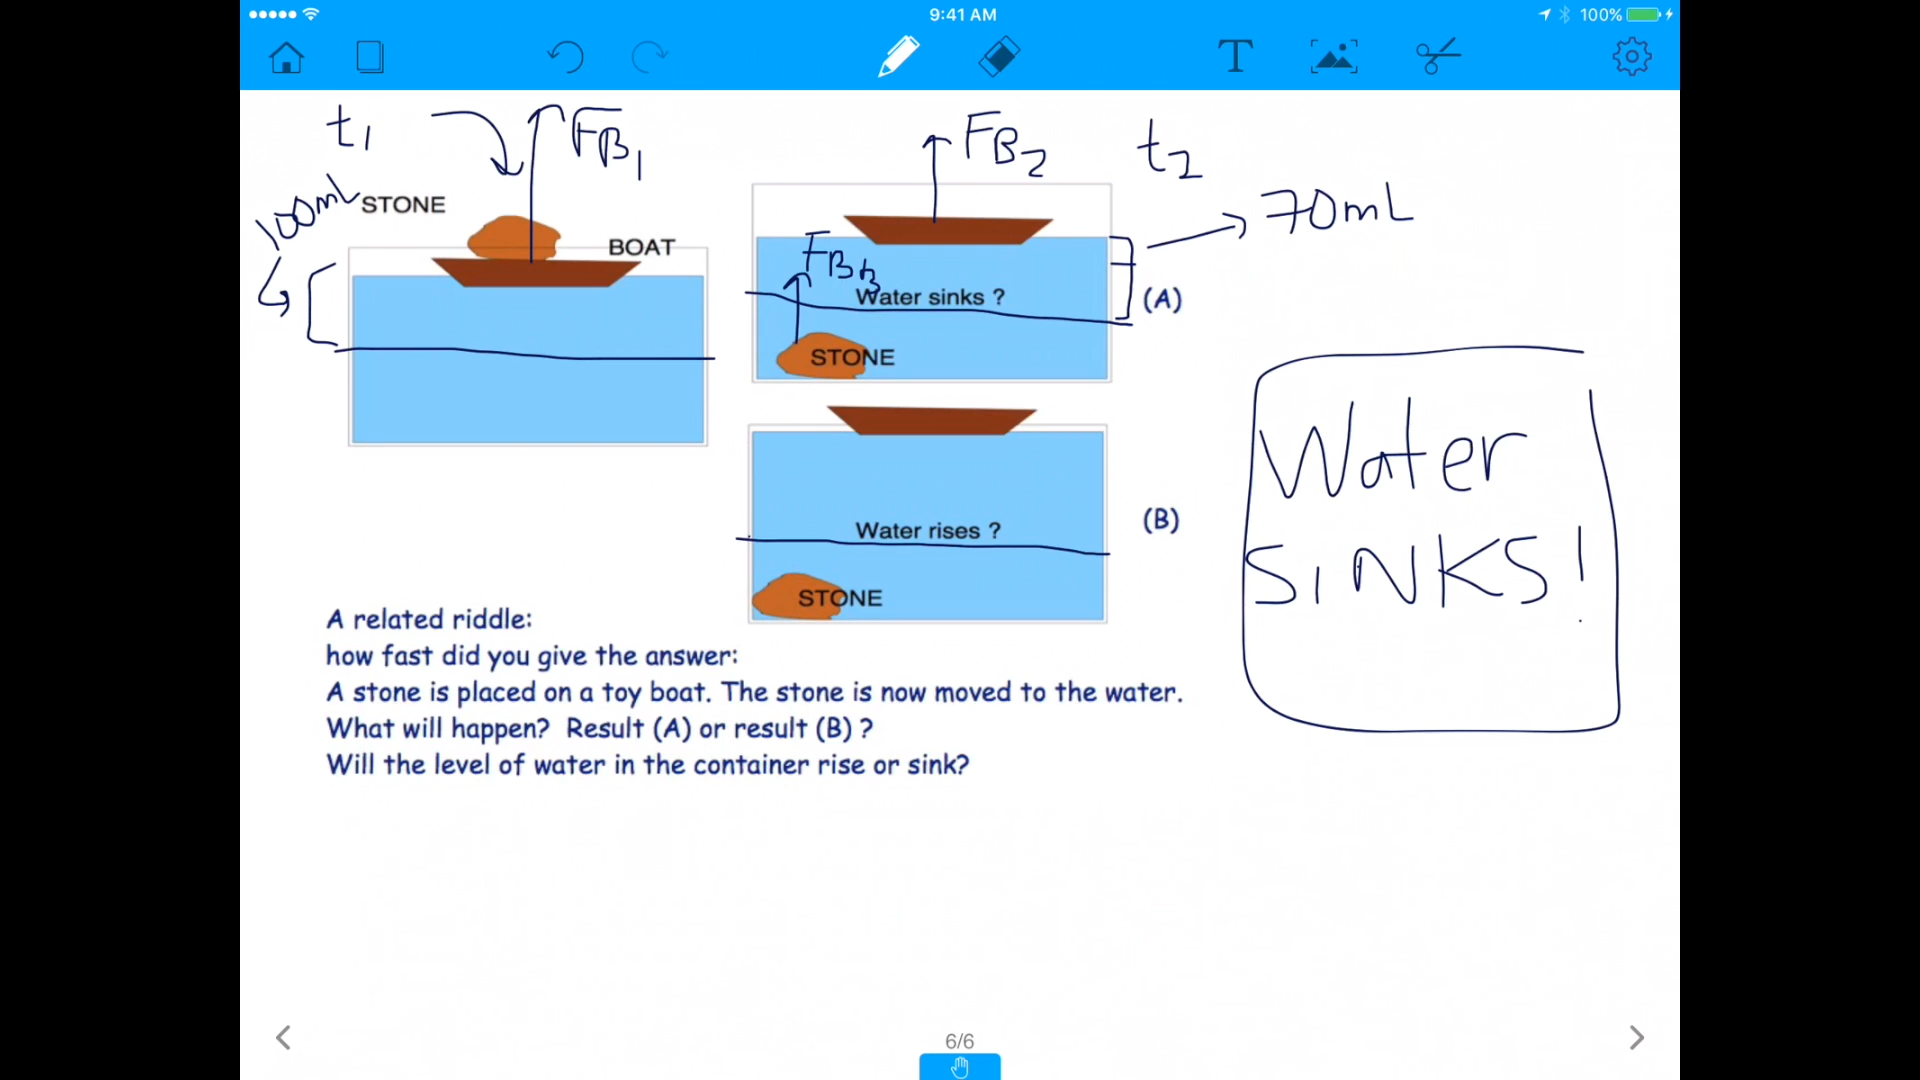 9:41 AM
100%
T
t1
FB1
FB2
t2
100mL
STONE
70mL
BOAT
FB3
Water sinks ?
(A)
STONE
Water
SINKS!
Water rises ?
(B)
STONE
A related riddle:
how fast did you give the answer:
A stone is placed on a toy boat. The stone is now moved to the water.
What will happen? Result (A) or result (B) ?
Will the level of water in the container rise or sink?
6/6